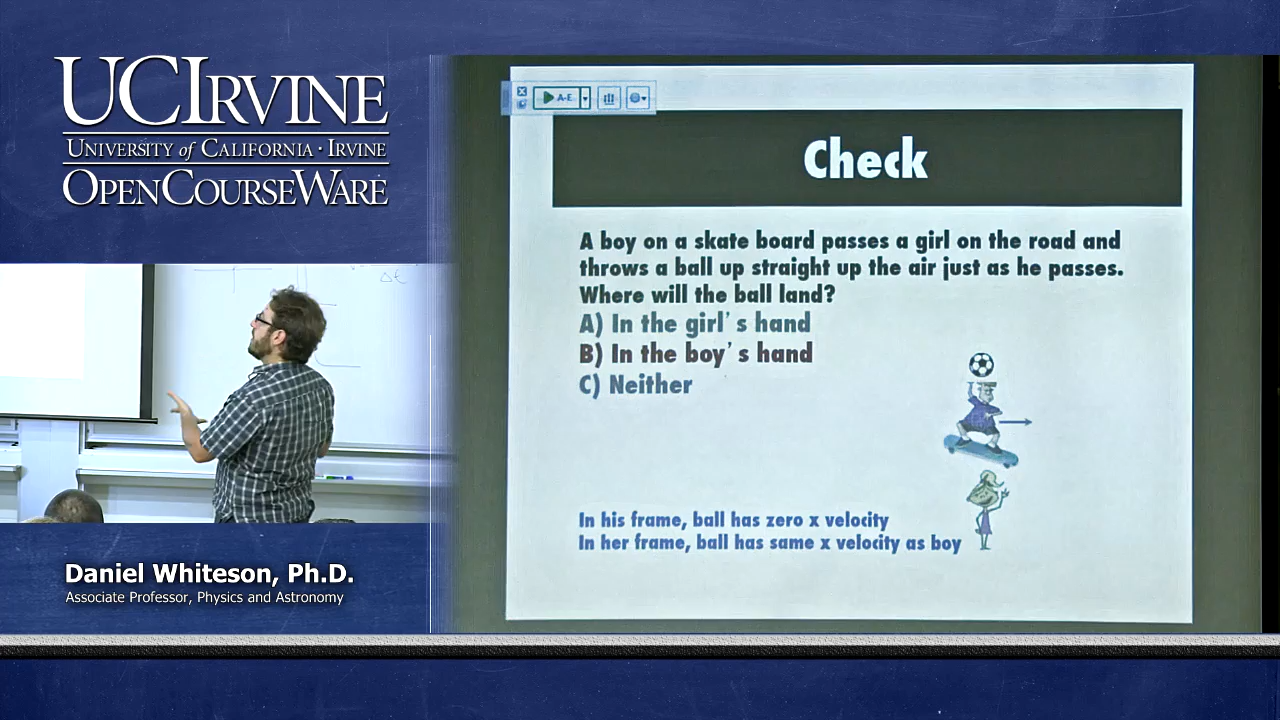 UCIRVINE
UNIVERSITY of CALIFORNIA · IRVINE
OPENCOURSEWARE
Δt
Daniel Whiteson, Ph.D.
Associate Professor, Physics and Astronomy
A-E
Check
A boy on a skate board passes a girl on the road and
throws a ball up straight up the air just as he passes.
Where will the ball land?
A) In the girl's hand
B) In the boy's hand
C) Neither
In his frame, ball has zero x velocity
In her frame, ball has same x velocity as boy